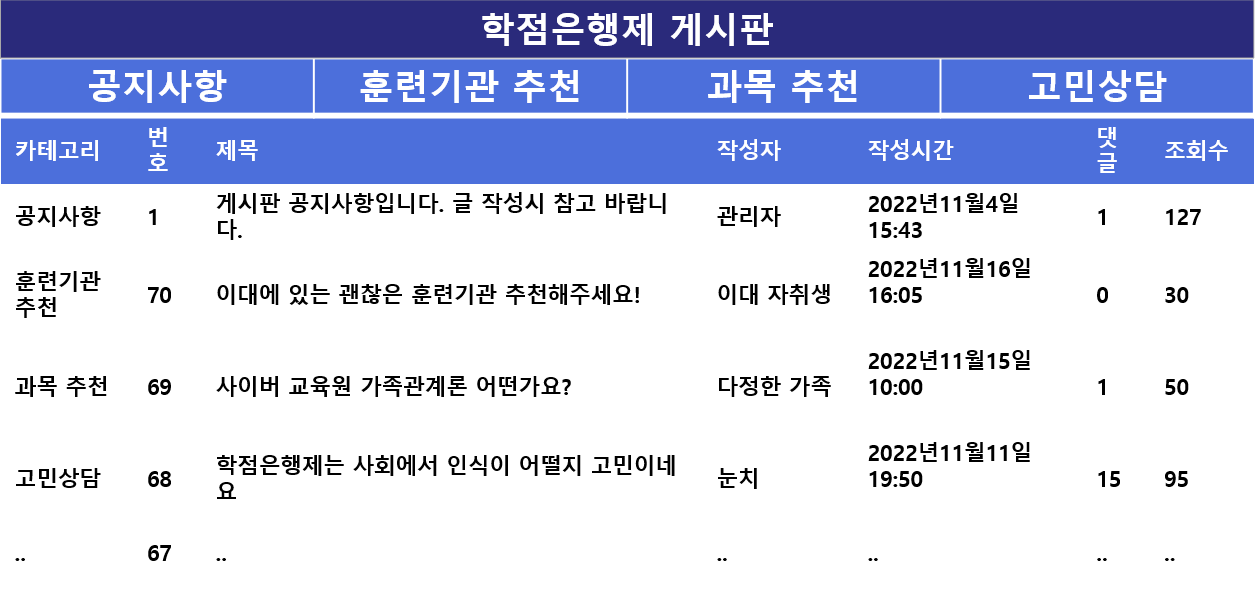 학점은행제 게시판
공지사항 훈련기관 추천 과목 추천 고민상담
카테고리 번호 제목 작성자 작성시간 댓글 조회수
공지사항 1 게시판 공지사항입니다. 글 작성시 참고 바랍니다. 관리자 2022년11월4일 15:43 1 127
훈련기관 추천 70 이대에 있는 괜찮은 훈련기관 추천해주세요! 이대 자취생 2022년11월16일 16:05 0 30
과목 추천 69 사이버 교육원 가족관계론 어떤가요? 다정한 가족 2022년11월15일 10:00 1 50
고민상담 68 학점은행제는 사회에서 인식이 어떨지 고민이네요 눈치 2022년11월11일 19:50 15 95
.. 67 .. .. .. .. ..